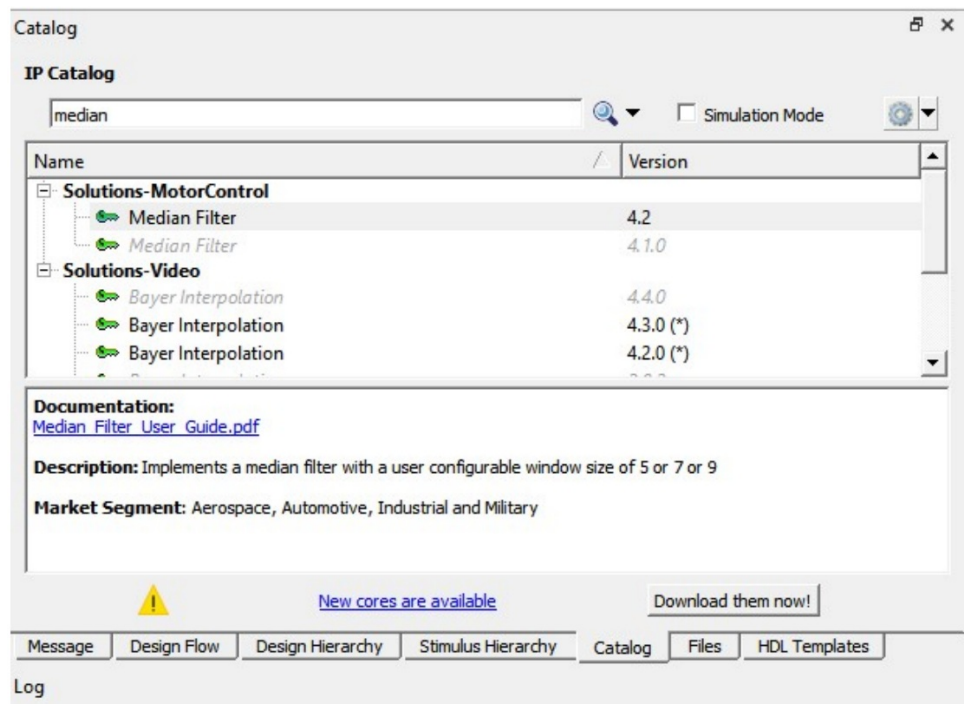 Catalog
IP Catalog
median
Simulation Mode
Name Version
Solutions-MotorControl
Median Filter 4.2
Median Filter 4.1.0
Solutions-Video
Bayer Interpolation 4.4.0
Bayer Interpolation 4.3.0 (*)
Bayer Interpolation 4.2.0 (*)
Documentation:
Median_Filter_User_Guide.pdf
Description: Implements a median filter with a user configurable window size of 5 or 7 or 9
Market Segment: Aerospace, Automotive, Industrial and Military
New cores are available Download them now!
Message Design Flow Design Hierarchy Stimulus Hierarchy Catalog Files HDL Templates
Log